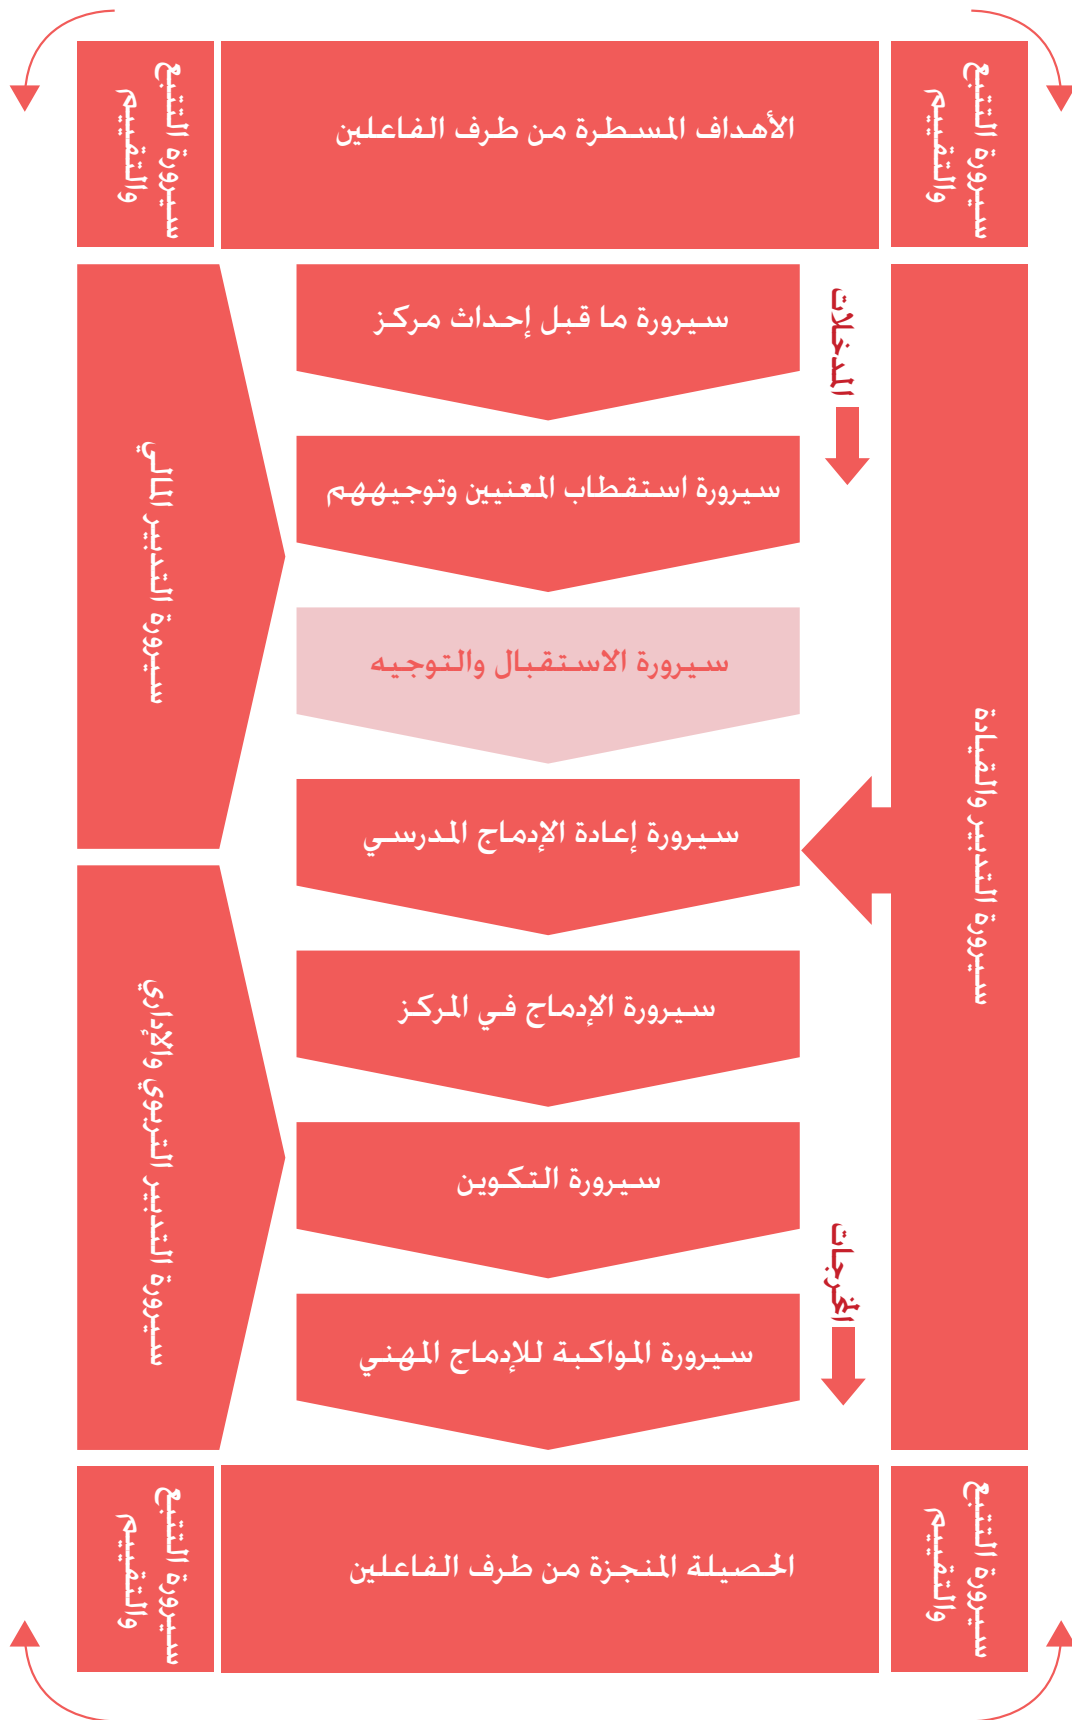 سيرورة التتبع
والتقييم
الأهداف المسطرة من طرف الفاعلين
سيرورة التتبع
والتقييم
سيرورة التدبير والقيادة
المدخلات
سيرورة ما قبل إحداث مركز
سيرورة استقطاب المعنيين وتوجيههم
سيرورة الاستقبال والتوجيه
سيرورة إعادة الإدماج المدرسي
سيرورة الإدماج في المركز
سيرورة التكوين
سيرورة المواكبة للإدماج المهني
المخرجات
سيرورة التدبير المالي
سيرورة التدبير التربوي والإداري
سيرورة التتبع
والتقييم
الحصيلة المنجزة من طرف الفاعلين
سيرورة التتبع
والتقييم